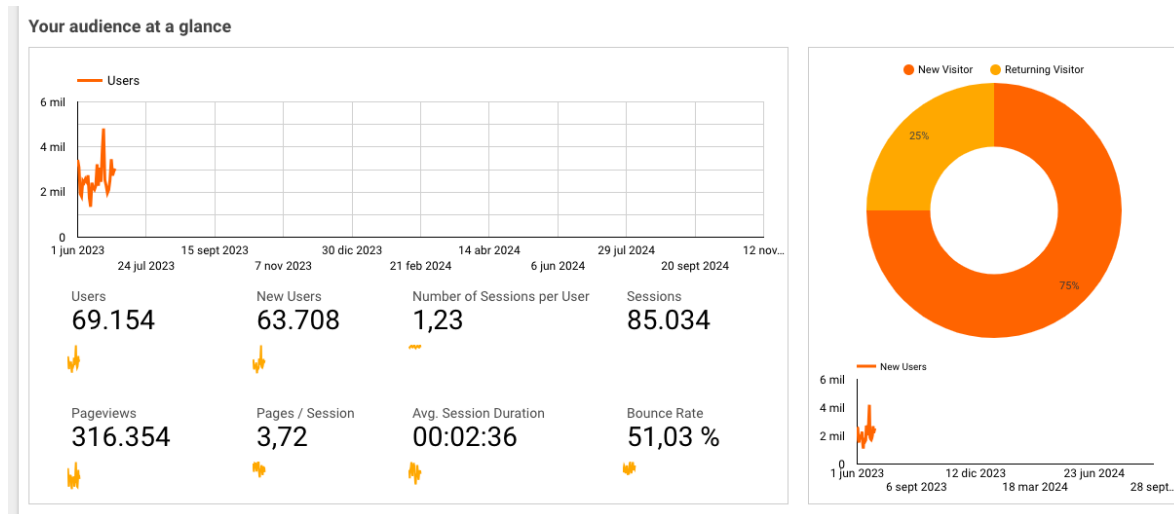 Your audience at a glance
Users
6 mil
4 mil
2 mil
0
1 jun 2023 15 sept 2023 30 dic 2023 14 abr 2024 29 jul 2024 12 nov...
24 jul 2023 7 nov 2023 21 feb 2024 6 jun 2024 20 sept 2024
Users New Users Number of Sessions per User Sessions
69.154 63.708 1,23 85.034
Pageviews Pages / Session Avg. Session Duration Bounce Rate
316.354 3,72 00:02:36 51,03 %
New Visitor Returning Visitor
25%
75%
New Users
6 mil
4 mil
2 mil
0
1 jun 2023 12 dic 2023 23 jun 2024
6 sept 2023 18 mar 2024 28 sept...